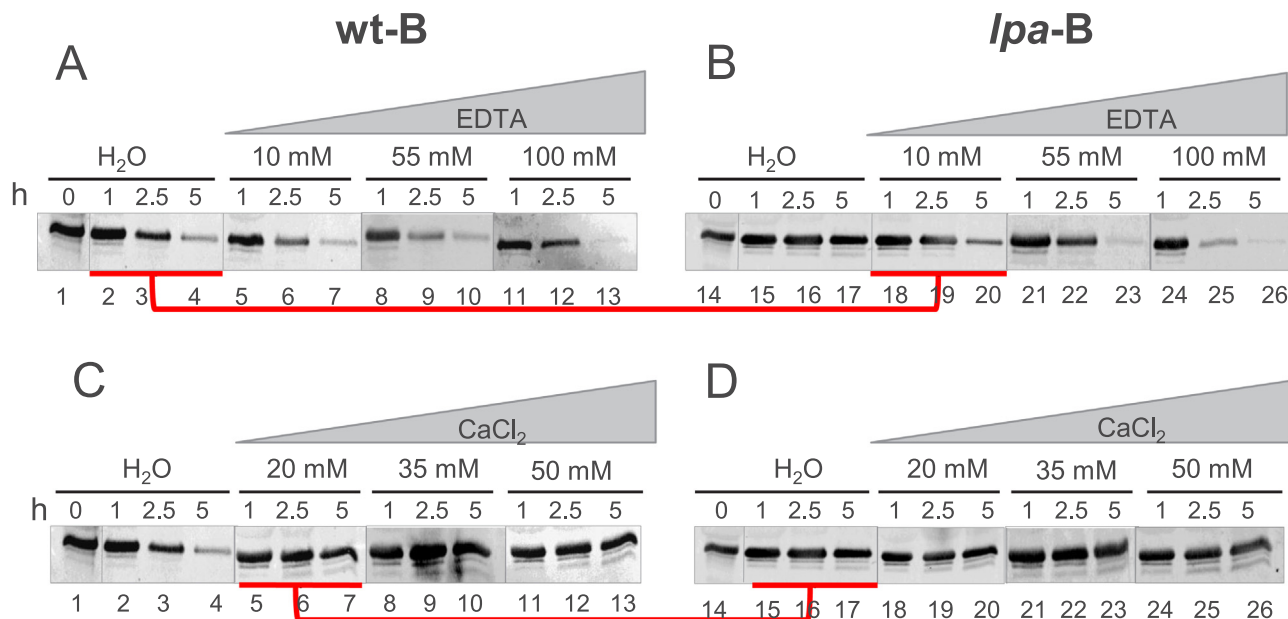 wt-B lpa-B
A B
EDTA EDTA
H₂O 10 mM 55 mM 100 mM H₂O 10 mM 55 mM 100 mM
h 0 1 2.5 5 1 2.5 5 1 2.5 5 1 2.5 5 0 1 2.5 5 1 2.5 5 1 2.5 5 1 2.5 5
1 2 3 4 5 6 7 8 9 10 11 12 13 14 15 16 17 18 19 20 21 22 23 24 25 26
C D
CaCl₂ CaCl₂
H₂O 20 mM 35 mM 50 mM H₂O 20 mM 35 mM 50 mM
h 0 1 2.5 5 1 2.5 5 1 2.5 5 1 2.5 5 0 1 2.5 5 1 2.5 5 1 2.5 5 1 2.5 5
1 2 3 4 5 6 7 8 9 10 11 12 13 14 15 16 17 18 19 20 21 22 23 24 25 26